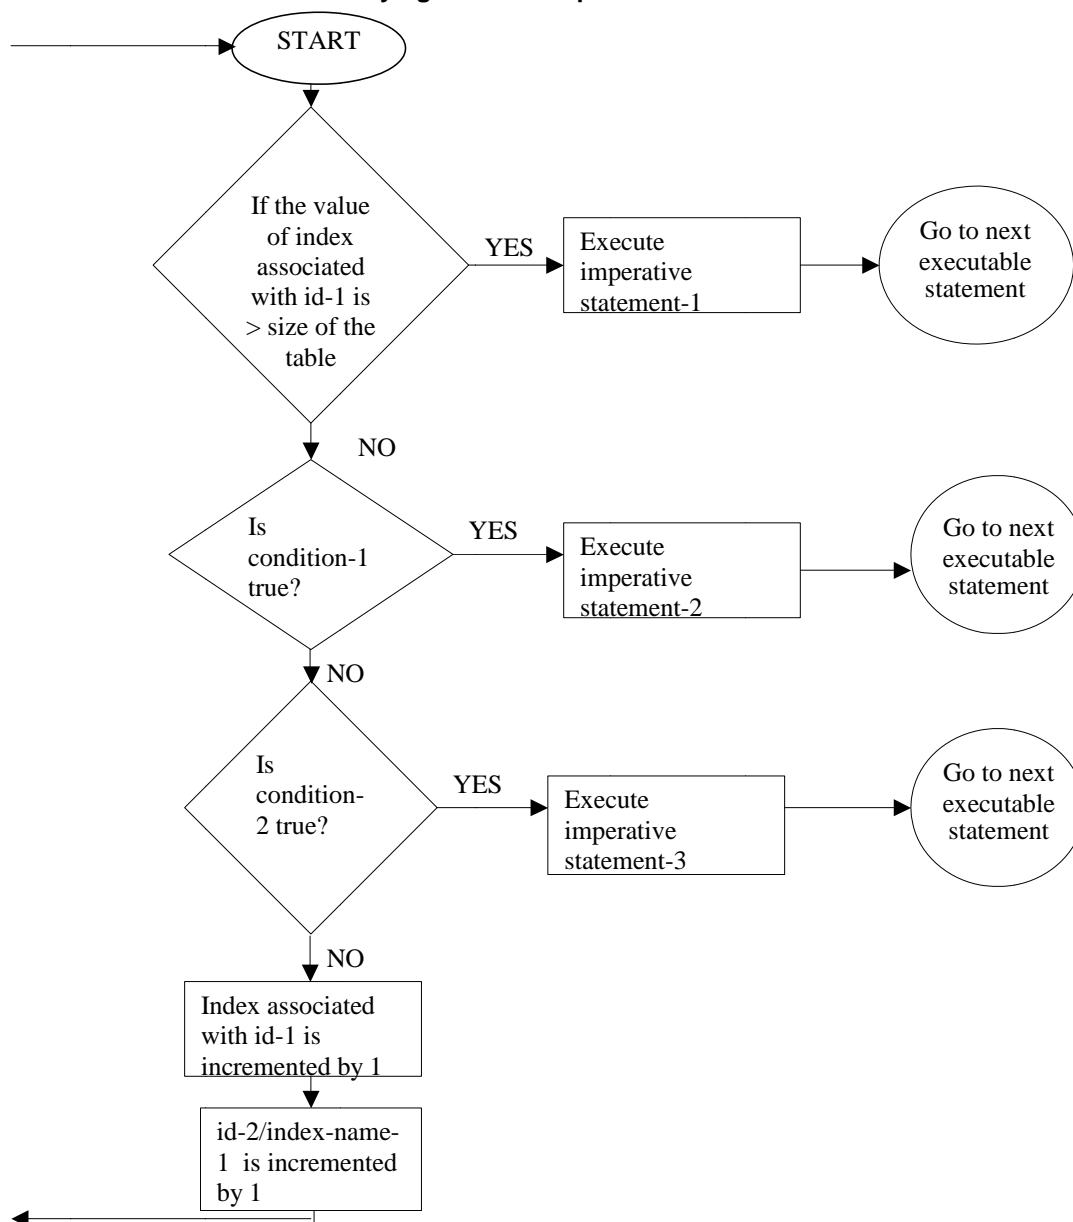 START
If the value
of index
associated
with id-1 is
> size of the
table
YES
Execute
imperative
statement-1
Go to next
executable
statement
NO
Is
condition-1
true?
YES
Execute
imperative
statement-2
Go to next
executable
statement
NO
Is
condition-
2 true?
YES
Execute
imperative
statement-3
Go to next
executable
statement
NO
Index associated
with id-1 is
incremented by 1
id-2/index-name-
1 is incremented
by 1